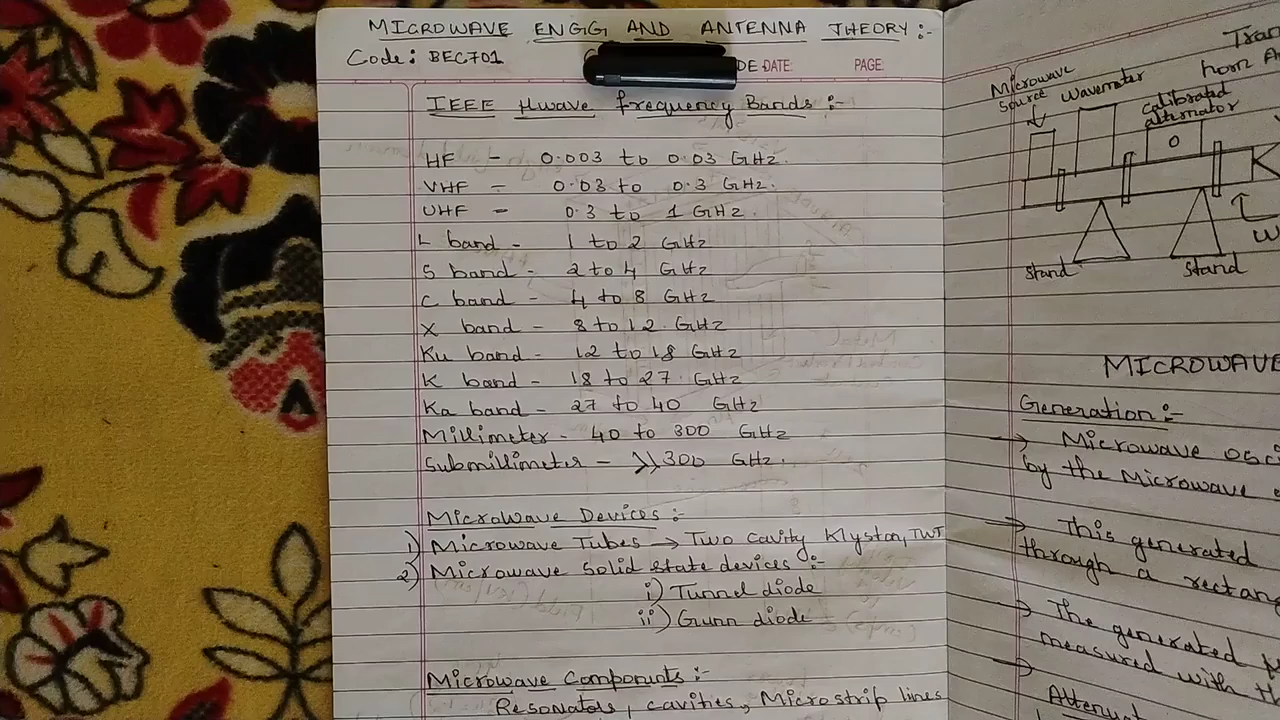 MICROWAVE ENGG AND ANTENNA THEORY :-
Code: BEC701
DE DATE: PAGE:
IEEE μwave frequency Bands :-
HF - 0.003 to 0.03 GHz.
VHF - 0.03 to 0.3 GHz.
UHF - 0.3 to 1 GHz.
L band - 1 to 2 GHz
S band - 2 to 4 GHz
C band - 4 to 8 GHz
X band - 8 to 12 GHz
Ku band - 12 to 18 GHz
K band - 18 to 27 GHz
Ka band - 27 to 40 GHz
Millimeter - 40 to 300 GHz
Submillimeter - >>300 GHz.
Microwave Devices :-
1) Microwave Tubes → Two Cavity Klyston, TWT
2) Microwave Solid State devices :-
i) Tunnel diode
ii) Gunn diode
Microwave Components :-
Resonators, cavities, Microstrip lines
horn
Microwave
Source
Wavemeter
calibrated
alternator
Stand
Stand
MICROWAVE
Generation :-
→ Microwave
by the Microwave
→ This generated
through a
→ The generated
measured with
→